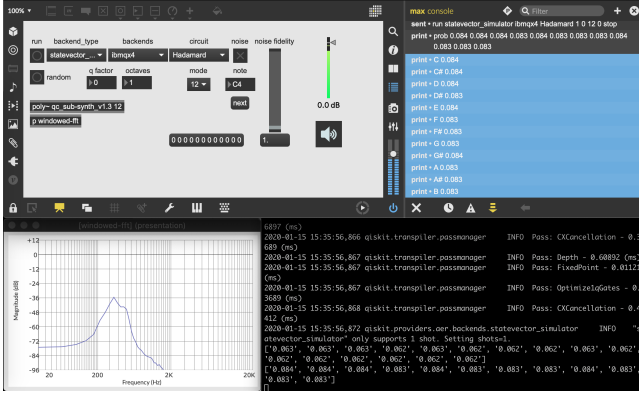 100%
max console
Filter
sent • run statevector_simulator ibmqx4 Hadamard 1 0 12 0 stop
print • prob 0.084 0.084 0.084 0.083 0.084 0.083 0.083 0.083 0.084
0.083 0.083 0.083
print • C 0.084
print • C# 0.084
print • D 0.084
print • D# 0.083
print • E 0.084
print • F 0.083
print • F# 0.083
print • G 0.083
print • G# 0.084
print • A 0.083
print • A# 0.083
print • B 0.083
run backend_type backends circuit noise noise fidelity
statevector_... ibmqx4 Hadamard
random
q factor octaves mode note
0 1 12 C4
next
poly~ qc_sub-synth_v1.3 12
p windowed-fft
000000000000
1.
0.0 dB
[windowed-fft] (presentation)
+12
0
-12
-24
-36
-48
-60
-72
-84
-96
Magnitude (dB)
20 200 2K 20K
Frequency (Hz)
6897 (ms)
2020-01-15 15:35:56,866 qiskit.transpiler.passmanager INFO Pass: CXCancellation - 0.3
689 (ms)
2020-01-15 15:35:56,867 qiskit.transpiler.passmanager INFO Pass: Depth - 0.60892 (ms)
2020-01-15 15:35:56,867 qiskit.transpiler.passmanager INFO Pass: FixedPoint - 0.01121
(ms)
2020-01-15 15:35:56,867 qiskit.transpiler.passmanager INFO Pass: Optimize1qGates - 0.
3689 (ms)
2020-01-15 15:35:56,868 qiskit.transpiler.passmanager INFO Pass: CXCancellation - 0.4
412 (ms)
2020-01-15 15:35:56,872 qiskit.providers.aer.backends.statevector_simulator INFO "s
atevector_simulator" only supports 1 shot. Setting shots=1.
['0.063', '0.063', '0.063', '0.062', '0.063', '0.062', '0.062', '0.062', '0.063', '0.062',
'0.062', '0.062', '0.062', '0.062', '0.062', '0.062']
['0.084', '0.084', '0.084', '0.083', '0.084', '0.083', '0.083', '0.083', '0.084', '0.083',
'0.083', '0.083']